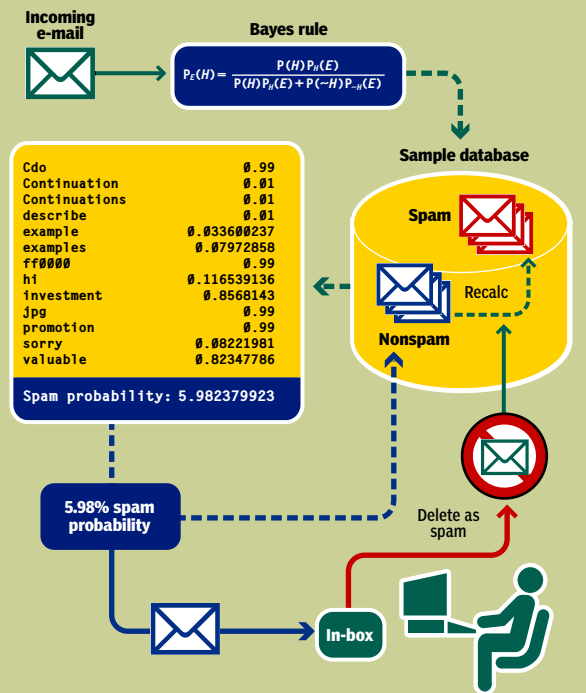 Incoming
e-mail
Bayes rule
P_E(H) = P(H)P_H(E) / P(H)P_H(E) + P(~H)P_~H(E)
Sample database
Spam
Recalc
Nonspam
Cdo 0.99
Continuation 0.01
Continuations 0.01
describe 0.01
example 0.033600237
examples 0.07972858
ff0000 0.99
hi 0.116539136
investment 0.8568143
jpg 0.99
promotion 0.99
sorry 0.08221981
valuable 0.82347786
Spam probability: 5.982379923
5.98% spam
probability
Delete as
spam
In-box